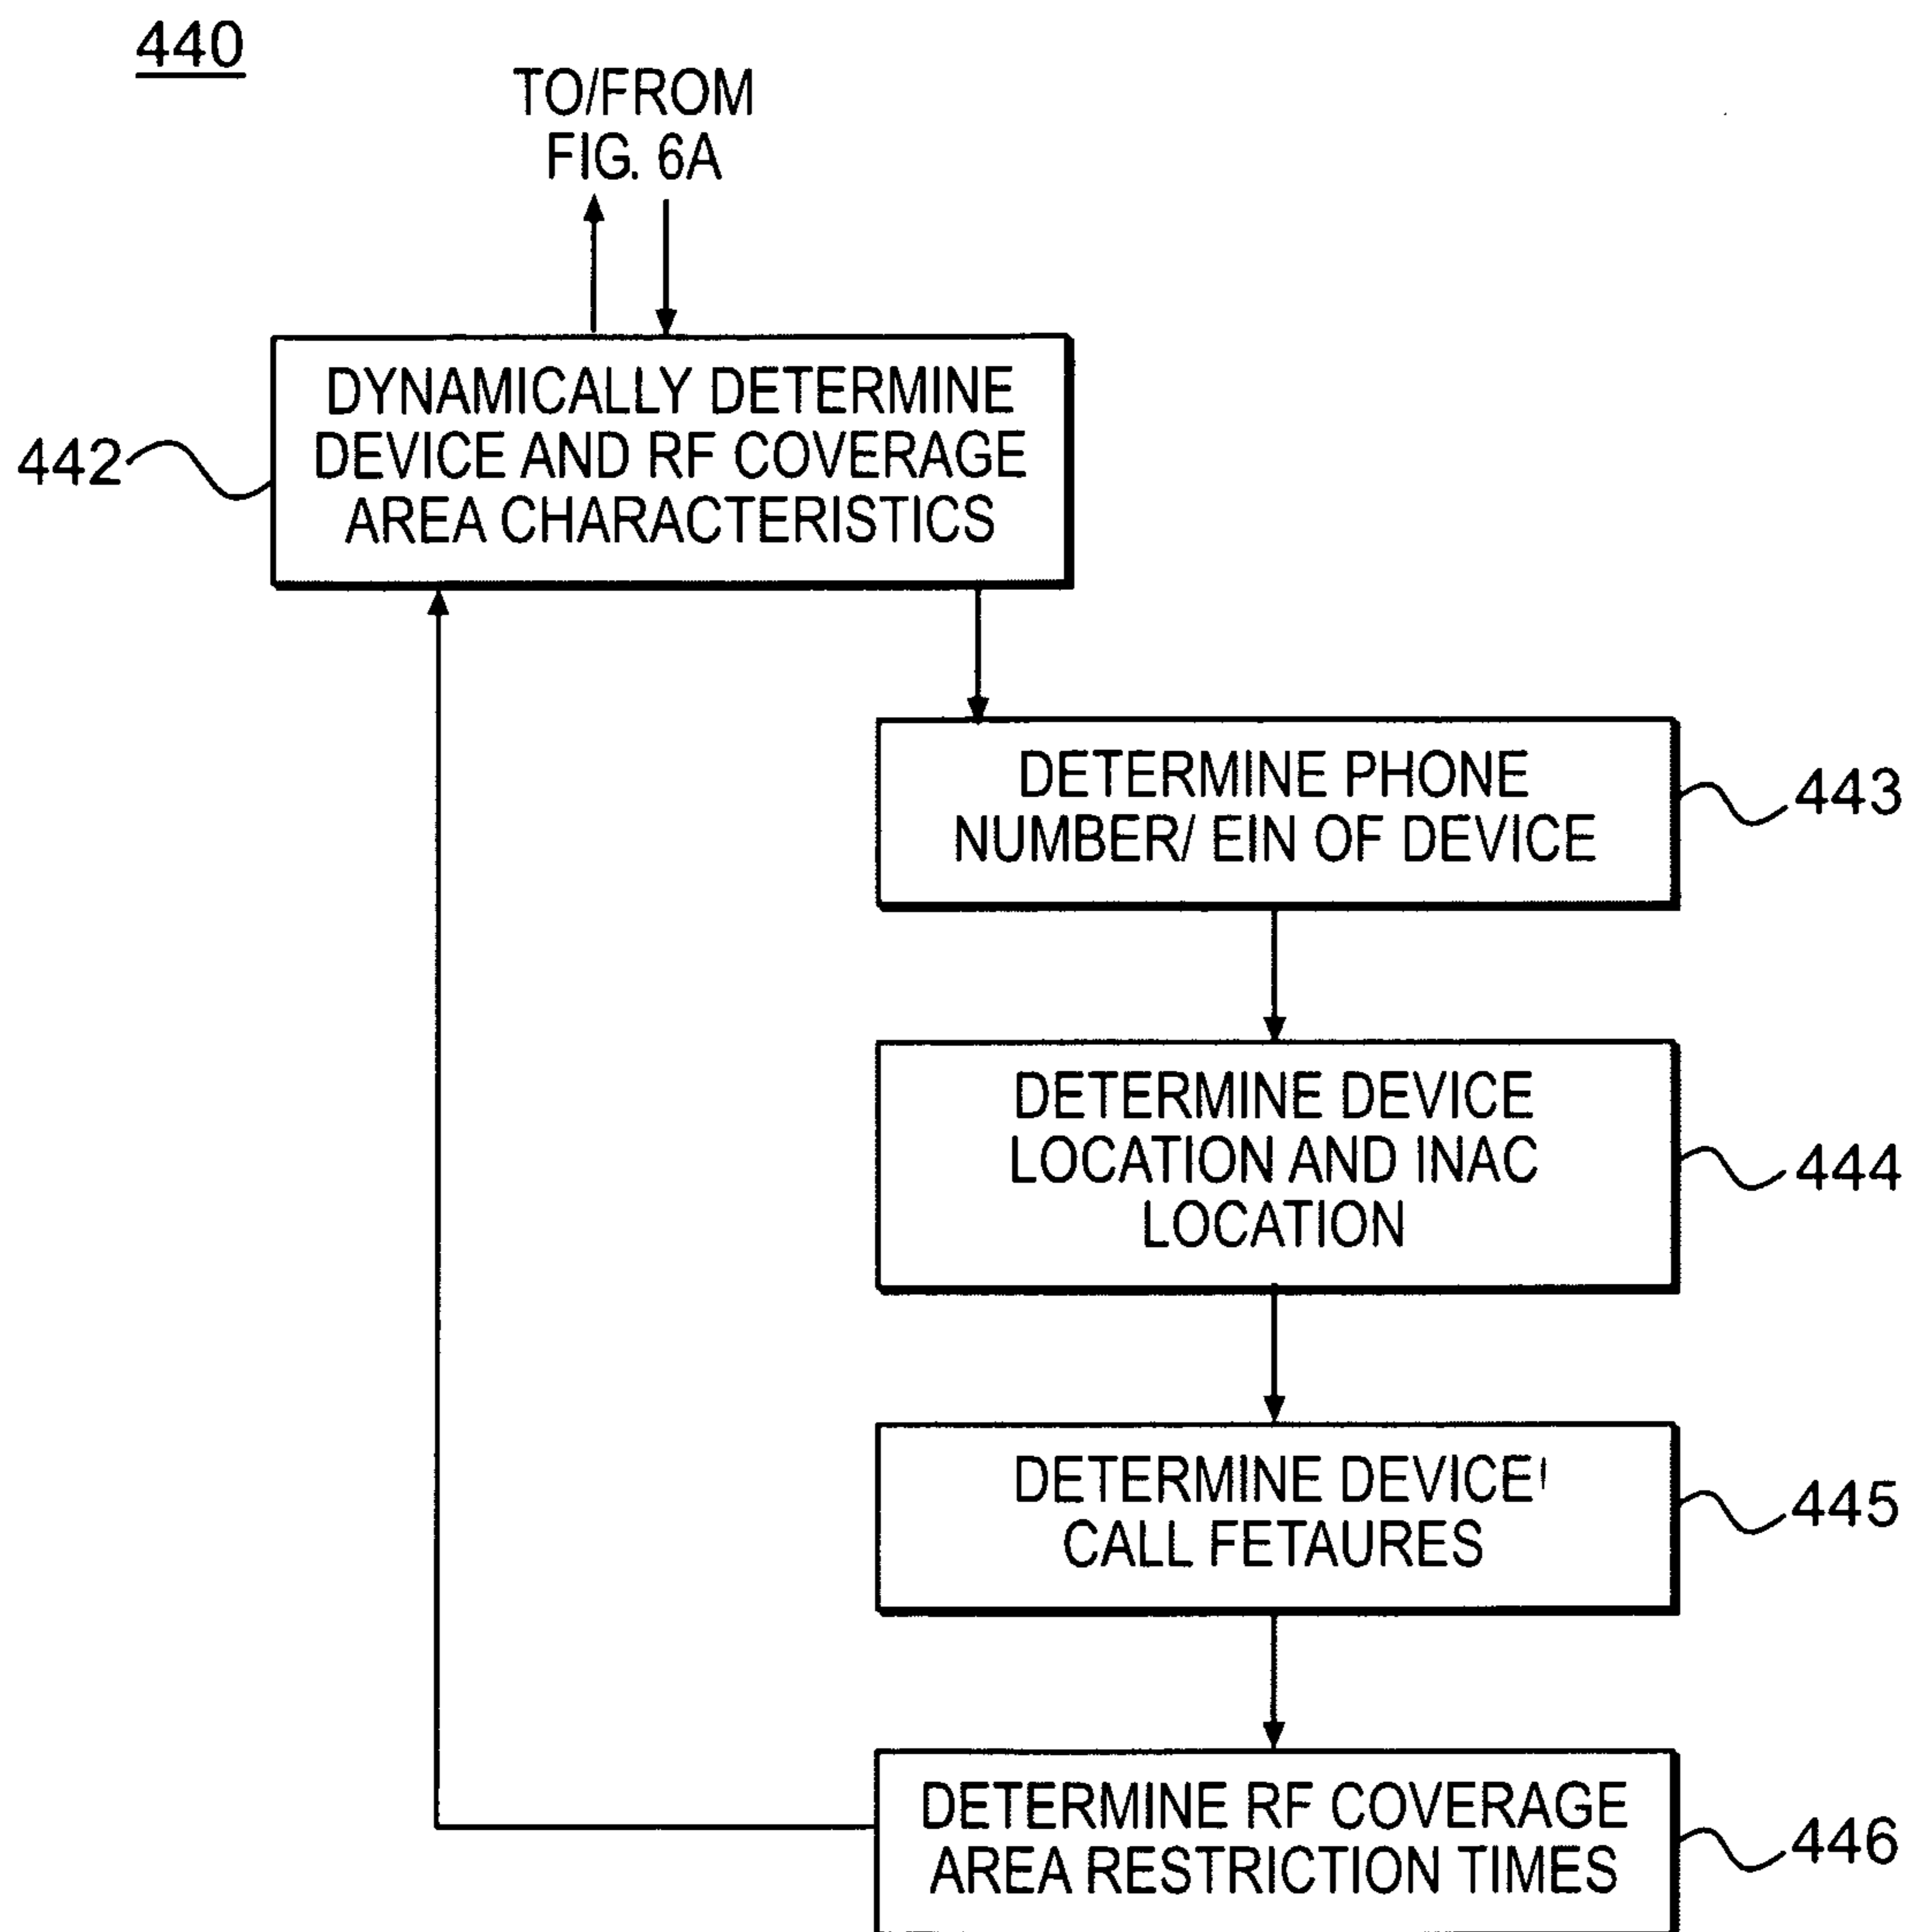 440
TO/FROM
FIG. 6A
DYNAMICALLY DETERMINE
DEVICE AND RF COVERAGE
AREA CHARACTERISTICS
442
DETERMINE PHONE
NUMBER/ EIN OF DEVICE
443
DETERMINE DEVICE
LOCATION AND INAC
LOCATION
444
DETERMINE DEVICE
CALL FETAURES
445
DETERMINE RF COVERAGE
AREA RESTRICTION TIMES
446